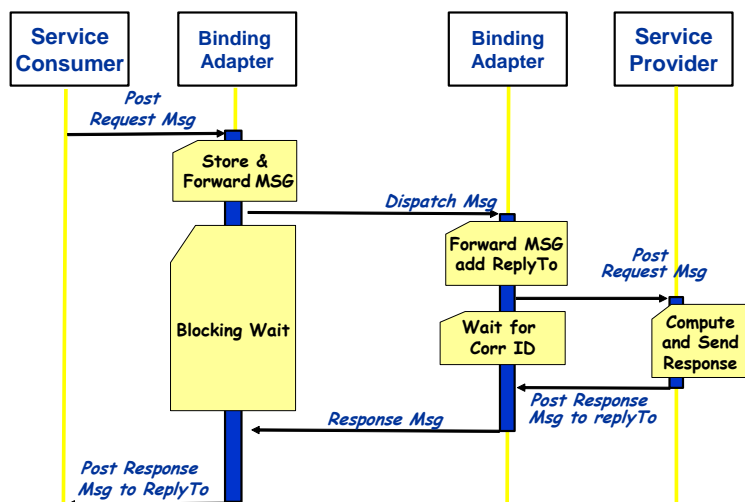 Service
Consumer
Binding
Adapter
Binding
Adapter
Service
Provider
Post
Request Msg
Store &
Forward MSG
Dispatch Msg
Forward MSG
add ReplyTo
Post
Request Msg
Blocking Wait
Wait for
Corr ID
Compute
and Send
Response
Post Response
Msg to replyTo
Response Msg
Post Response
Msg to ReplyTo